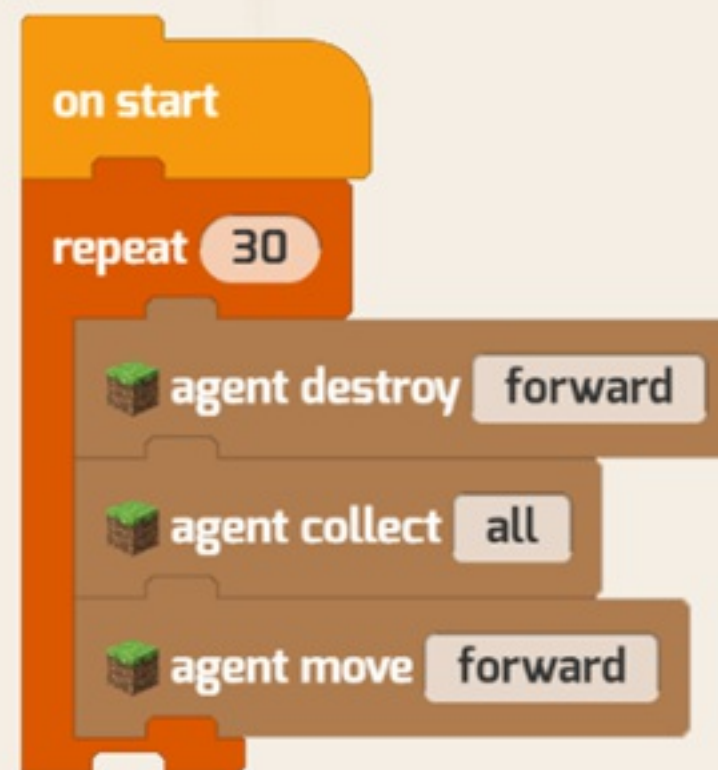 on start
repeat 30
agent destroy forward
agent collect all
agent move forward